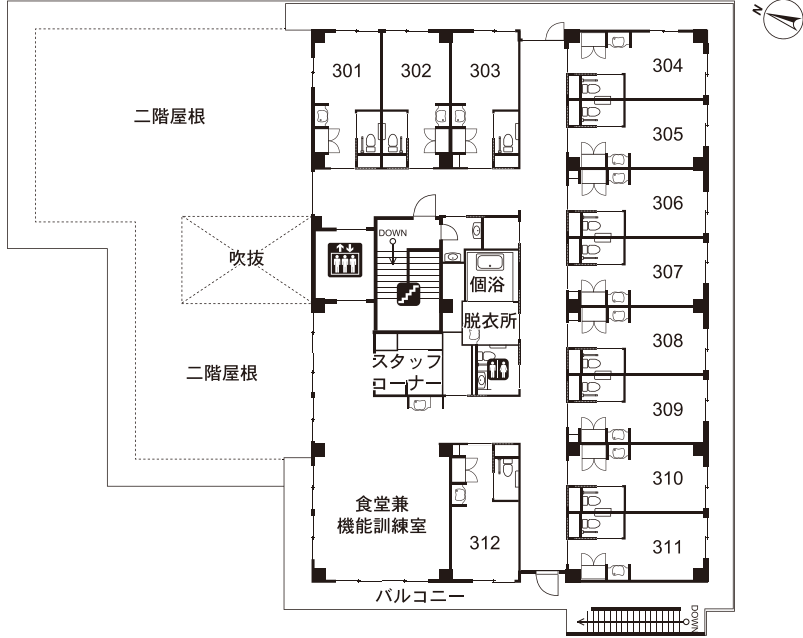 N
301
302
303
304
二階屋根
305
306
DOWN
吹抜
個浴
307
脱衣所
308
スタッフ
コーナー
二階屋根
309
310
食堂兼
機能訓練室
312
311
バルコニー
DOWN